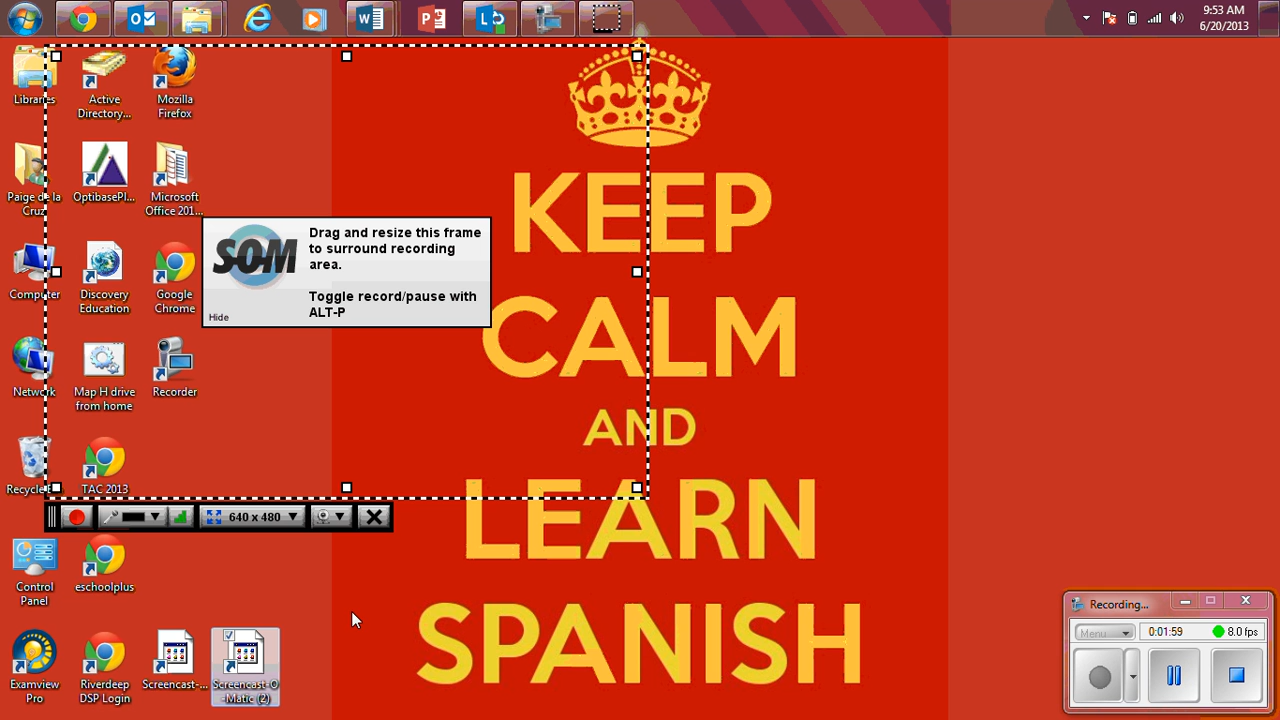 9:53 AM
6/20/2013
Libraries
Active
Directory...
Mozilla
Firefox
Paige de la
Cruz
OptibasePl...
Microsoft
Office 201...
Computer
Discovery
Education
Google
Chrome
Network
Map H drive
from home
Recorder
TAC 2013
Control
Panel
eschoolplus
Examview
Pro
Riverdeep
DSP Login
Screencast-...
Screencast-O
-Matic (2)
SOM
Drag and resize this frame
to surround recording
area.
Toggle record/pause with
ALT-P
Hide
640 x 480
KEEP
CALM
AND
LEARN
SPANISH
Recording...
Menu
0:01:59
8.0 fps